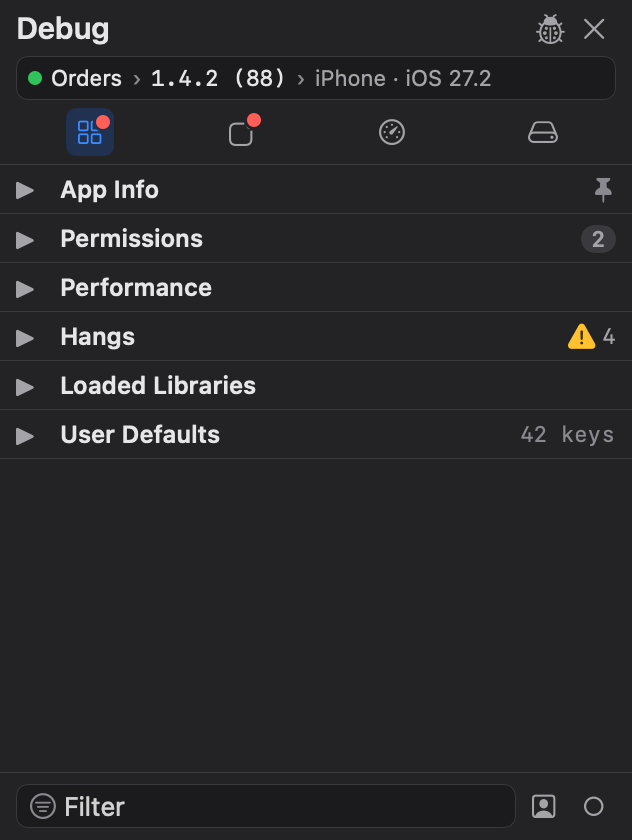 Debug
Orders › 1.4.2 (88) › iPhone · iOS 27.2
App Info
Permissions 2
Performance
Hangs 4
Loaded Libraries
User Defaults 42 keys
Filter